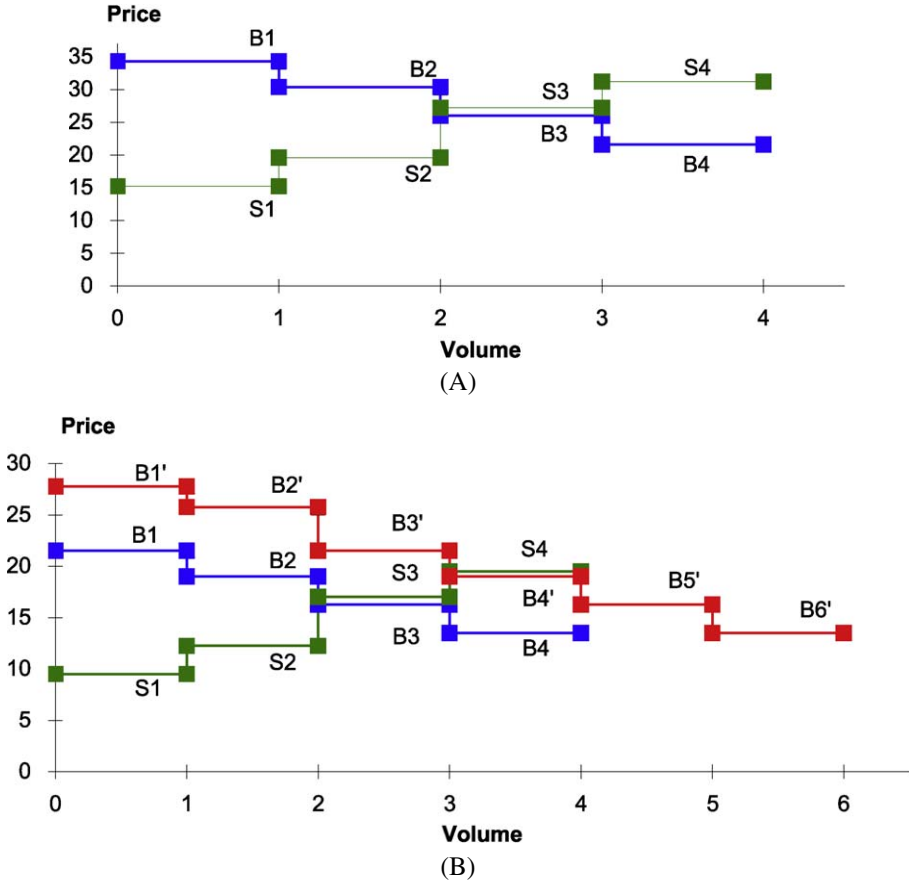 Price
B1
35
B2
S4
30
S3
25
B3
20
S2
B4
15
S1
10
5
0
0 1 2 3 4
Volume
(A)
Price
30
B1'
B2'
25
B3'
B1
S4
20
B2
S3
B5'
B4'
15
B6'
B3
B4
S2
10
S1
5
0
0 1 2 3 4 5 6
Volume
(B)